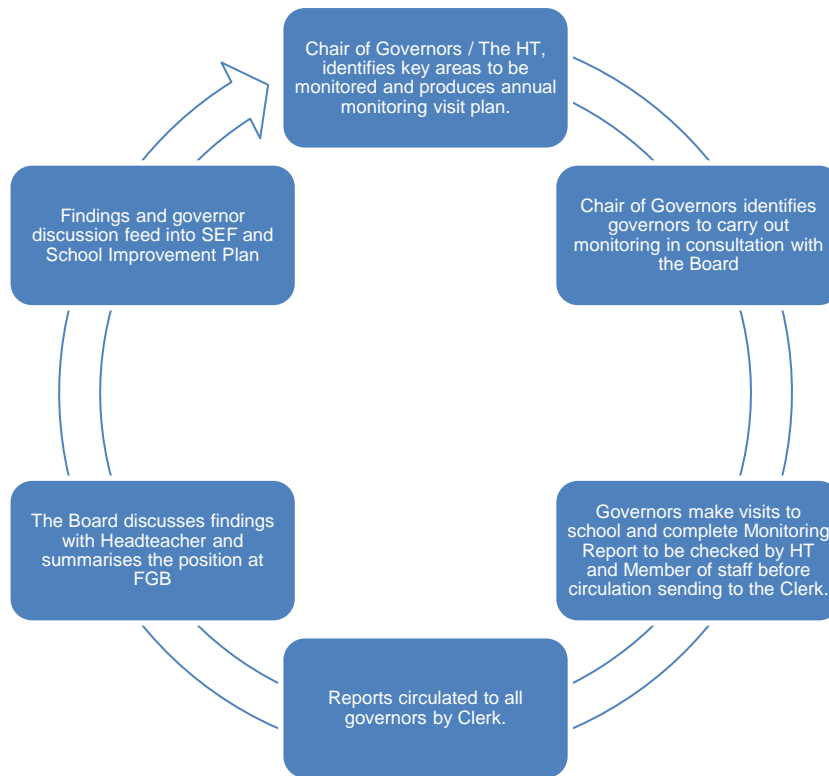 Chair of Governors / The HT,
identifies key areas to be
monitored and produces annual
monitoring visit plan.
Chair of Governors identifies
governors to carry out
monitoring in consultation with
the Board
Governors make visits to
school and complete Monitoring
Report to be checked by HT
and Member of staff before
circulation sending to the Clerk.
Reports circulated to all
governors by Clerk.
The Board discusses findings
with Headteacher and
summarises the position at
FGB
Findings and governor
discussion feed into SEF and
School Improvement Plan